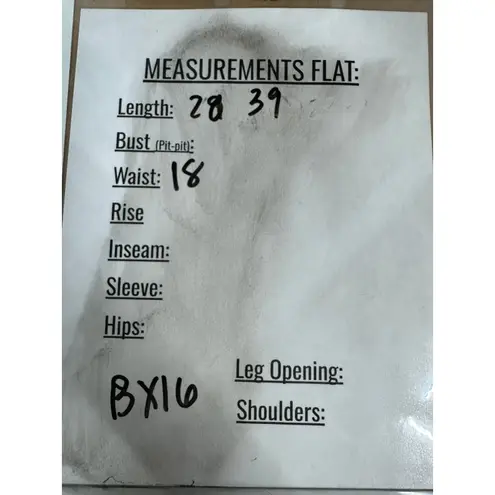 MEASUREMENTS FLAT:
Length: 28 39
Bust (Pit-pit):
Waist: 18
Rise
Inseam:
Sleeve:
Hips:
Leg Opening:
BX16
Shoulders: